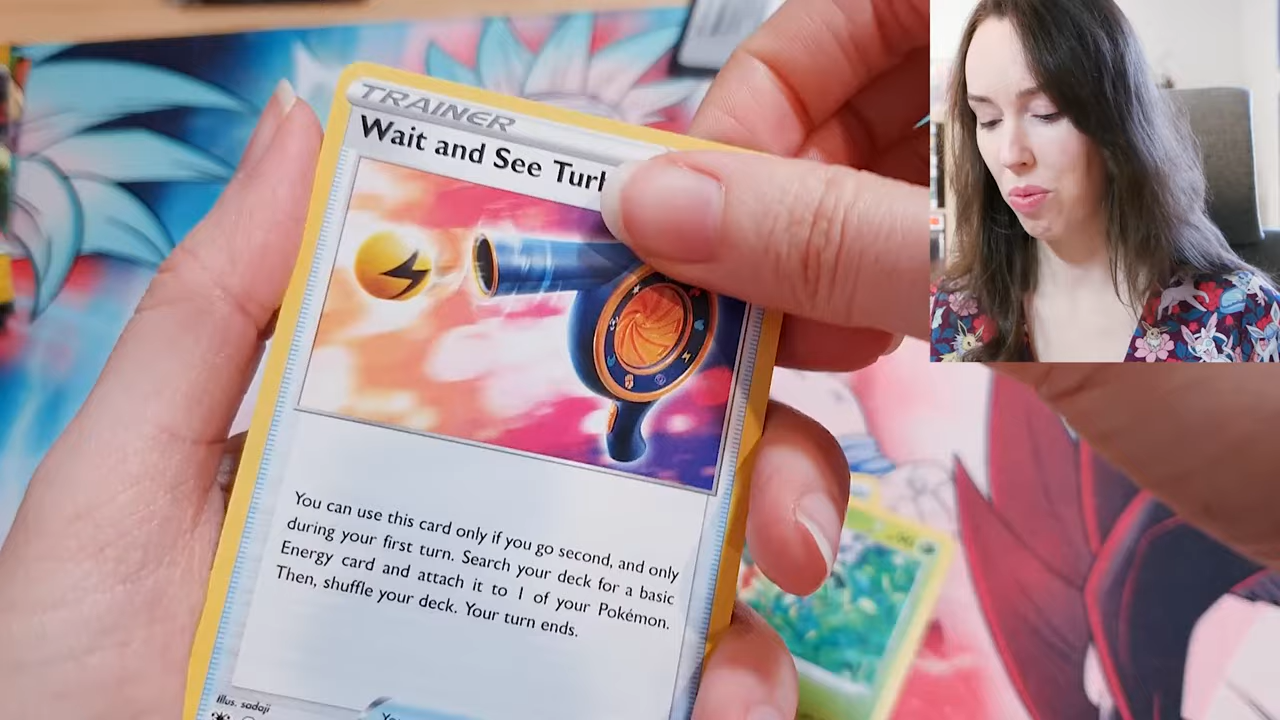 TRAINER
Wait and See
You can use this card only if you go second, and only
during your first turn. Search your deck for a basic
Energy card and attach it to 1 of your Pokémon.
Then, shuffle your deck. Your turn ends.
Illus. sadaji